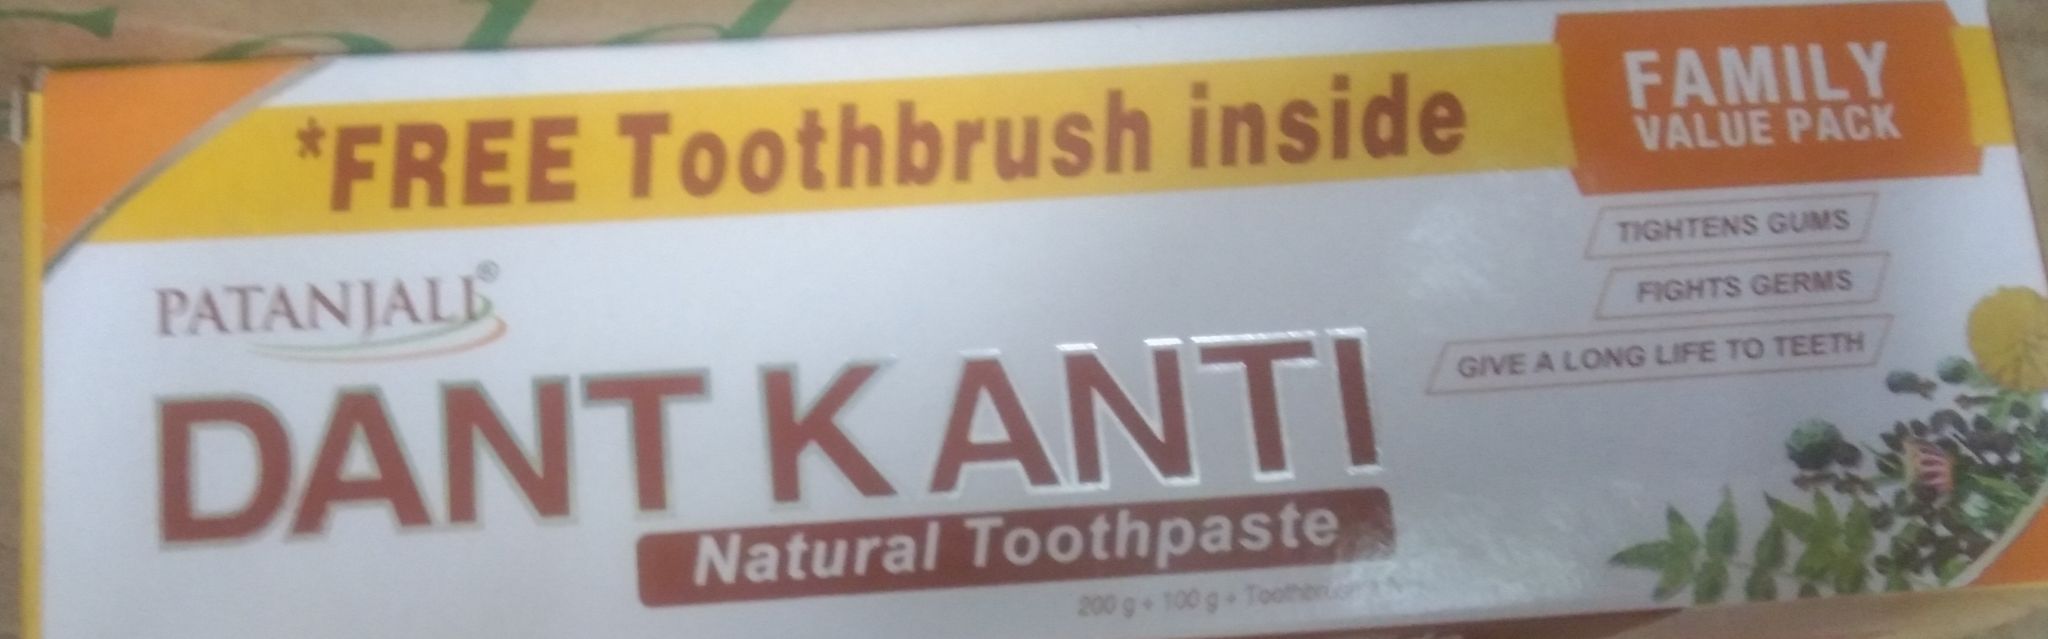 *FREE Toothbrush inside
FAMILY
VALUE PACK
TIGHTENS GUMS
FIGHTS GERMS
GIVE A LONG LIFE TO TEETH
PATANJALI®
DANT KANTI
Natural Toothpaste
200 g + 100 g + Toothbrush